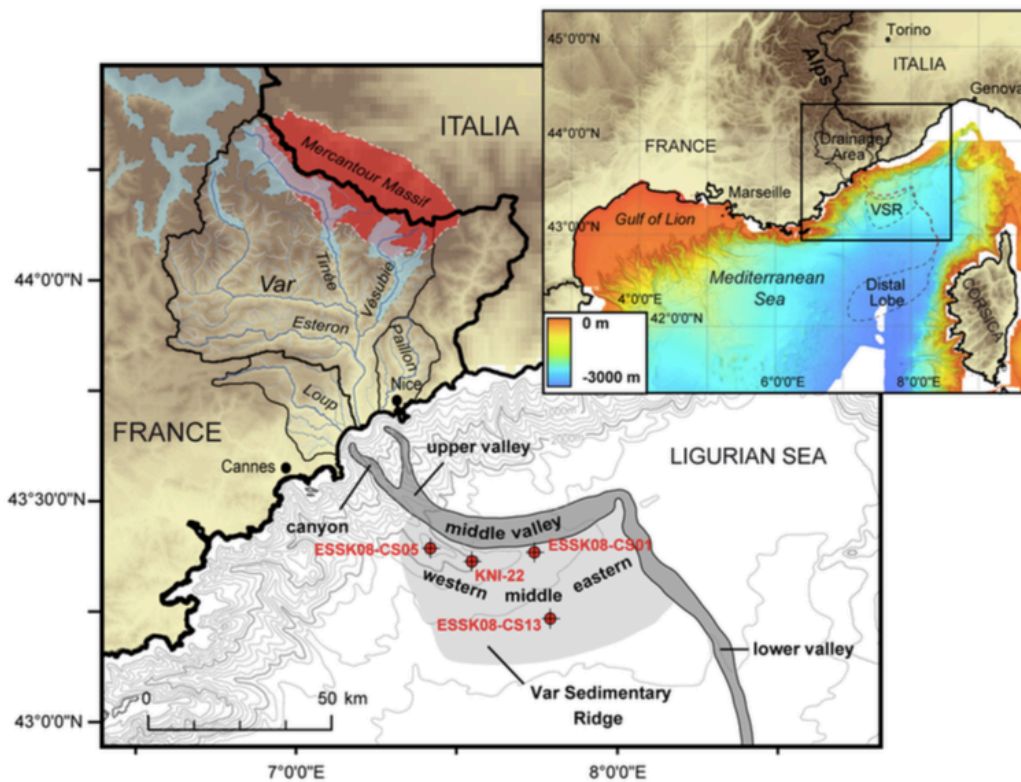 45°0'0"N
44°0'0"N
43°0'0"N
4°0'0"E
42°0'0"N
6°0'0"E
8°0'0"E
Torino
ITALIA
Alps
Genova
FRANCE
Drainage
Area
Marseille
VSR
Gulf of Lion
Mediterranean
Sea
Distal
Lobe
CORSICA
0 m
-3000 m
ITALIA
Mercantour Massif
44°0'0"N
Var
Tinée
Vésubie
Esteron
Paillon
Loup
Nice
FRANCE
Cannes
upper valley
LIGURIAN SEA
43°30'0"N
canyon
middle valley
ESSK08-CS05
ESSK08-CS01
KNI-22
western
middle
eastern
ESSK08-CS13
lower valley
Var Sedimentary
Ridge
0 50 km
43°0'0"N
7°0'0"E
8°0'0"E